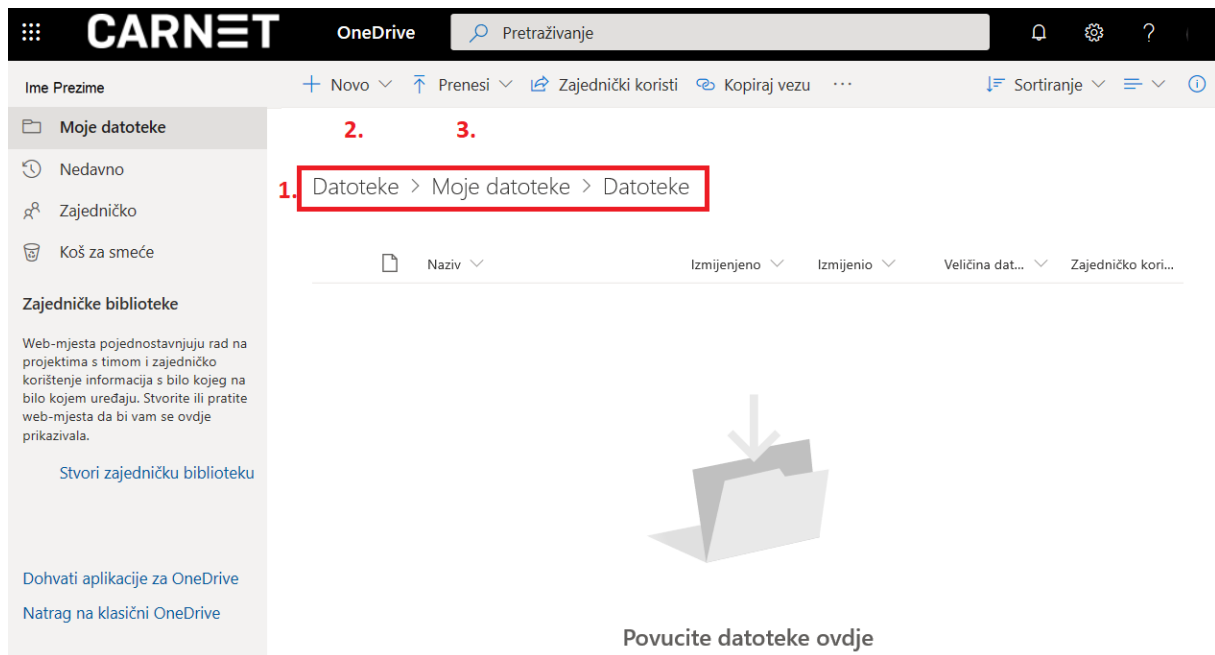 CARNET OneDrive Pretraživanje ?
Ime Prezime
+ Novo Prenesi Zajednički koristi Kopiraj vezu ··· Sortiranje
Moje datoteke
2. 3.
Nedavno
1. Datoteke > Moje datoteke > Datoteke
Zajedničko
Koš za smeće
Naziv Izmijenjeno Izmijenio Veličina dat... Zajedničko kori...
Zajedničke biblioteke
Web-mjesta pojednostavnjuju rad na
projektima s timom i zajedničko
korištenje informacija s bilo kojeg na
bilo kojem uređaju. Stvorite ili pratite
web-mjesta da bi vam se ovdje
prikazivala.
Stvori zajedničku biblioteku
Dohvati aplikacije za OneDrive
Natrag na klasični OneDrive
Povucite datoteke ovdje